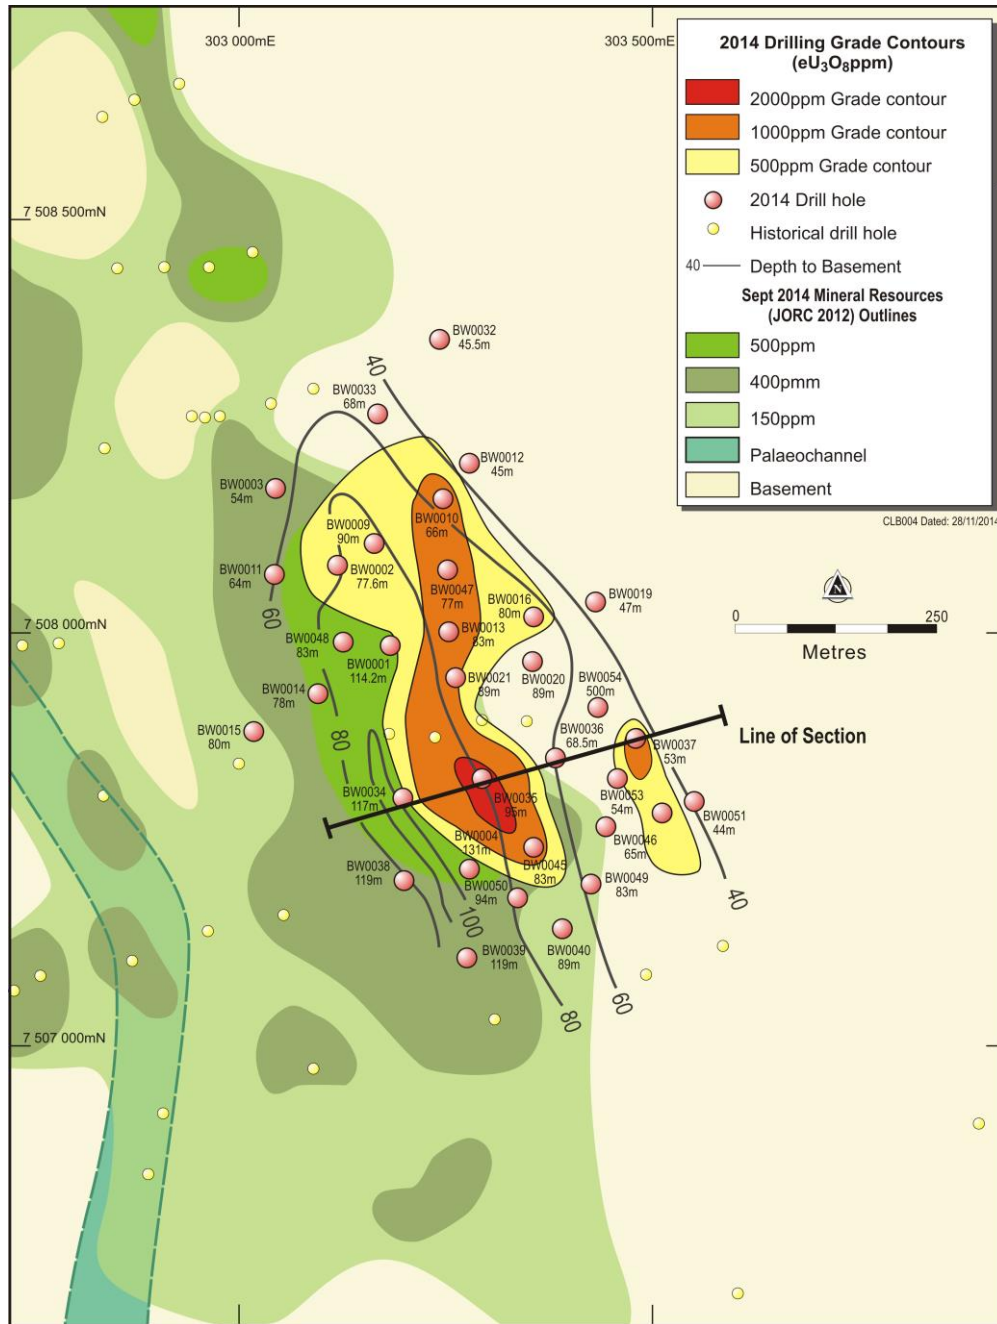 303 000mE
303 500mE
2014 Drilling Grade Contours
(eU₃O₈ppm)
2000ppm Grade contour
1000ppm Grade contour
500ppm Grade contour
2014 Drill hole
Historical drill hole
40 Depth to Basement
Sept 2014 Mineral Resources
(JORC 2012) Outlines
500ppm
400pmm
150ppm
Palaeochannel
Basement
CLB004 Dated: 28/11/2014
7 508 500mN
BW0032
45.5m
40
BW0033
68m
BW0012
45m
BW0003
54m
BW0010
66m
BW0009
90m
BW0002
77.6m
BW0011
64m
60
BW0047
77m
BW0016
80m
BW0019
47m
N
0
250
Metres
7 508 000 mN
BW0048
83m
BW0013
83m
BW0001
114.2m
BW0020
89m
BW0021
89m
BW0054
500m
BW0014
78m
BW0015
80m
80
BW0036
68.5m
Line of Section
BW0037
53m
BW0034
117m
BW0035
95m
BW0053
54m
BW0051
44m
BW0004
131m
BW0046
65m
BW0045
83m
BW0038
119m
BW0050
94m
BW0049
83m
40
100
BW0039
119m
BW0040
89m
60
80
7 507 000mN